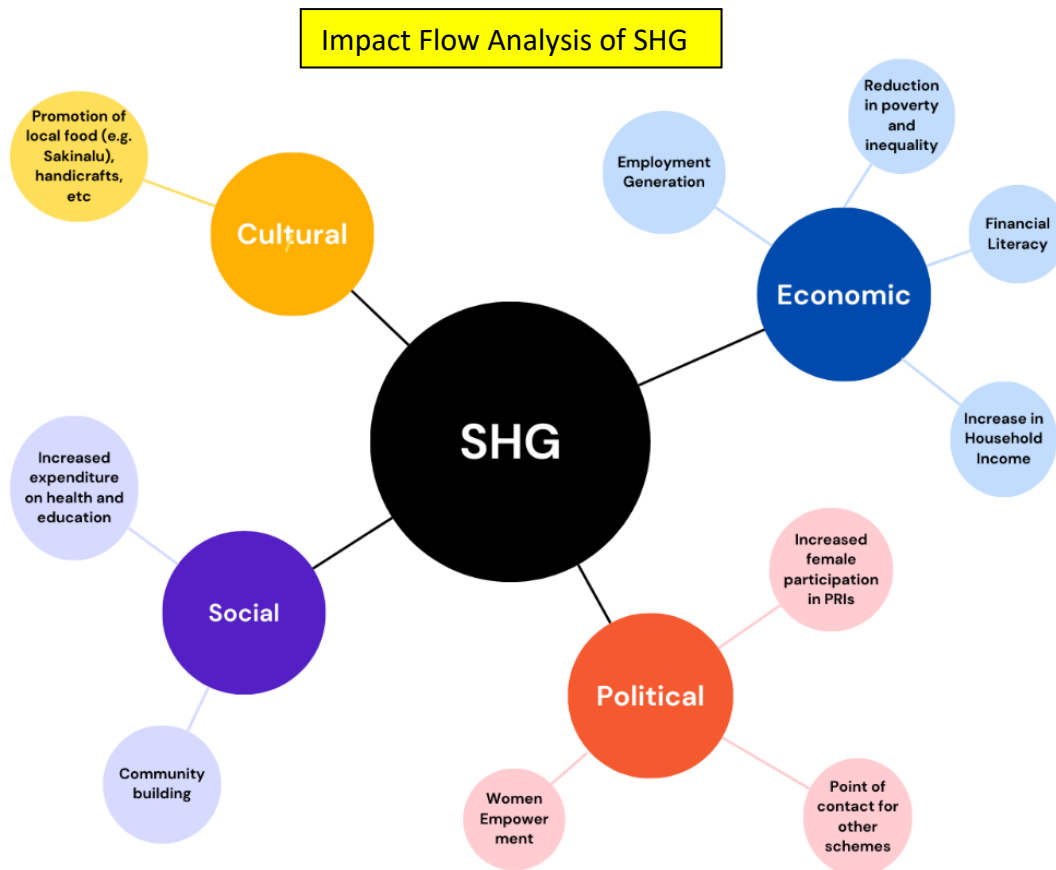 Impact Flow Analysis of SHG
Promotion of
local food (e.g.
Sakinalu),
handicrafts,
etc
Cultural
Reduction
in poverty
and
inequality
Employment
Generation
Financial
Literacy
Economic
Increase in
Household
Income
SHG
Increased
expenditure
on health and
education
Social
Community
building
Increased
female
participation
in PRIs
Political
Women
Empower
ment
Point of
contact for
other
schemes